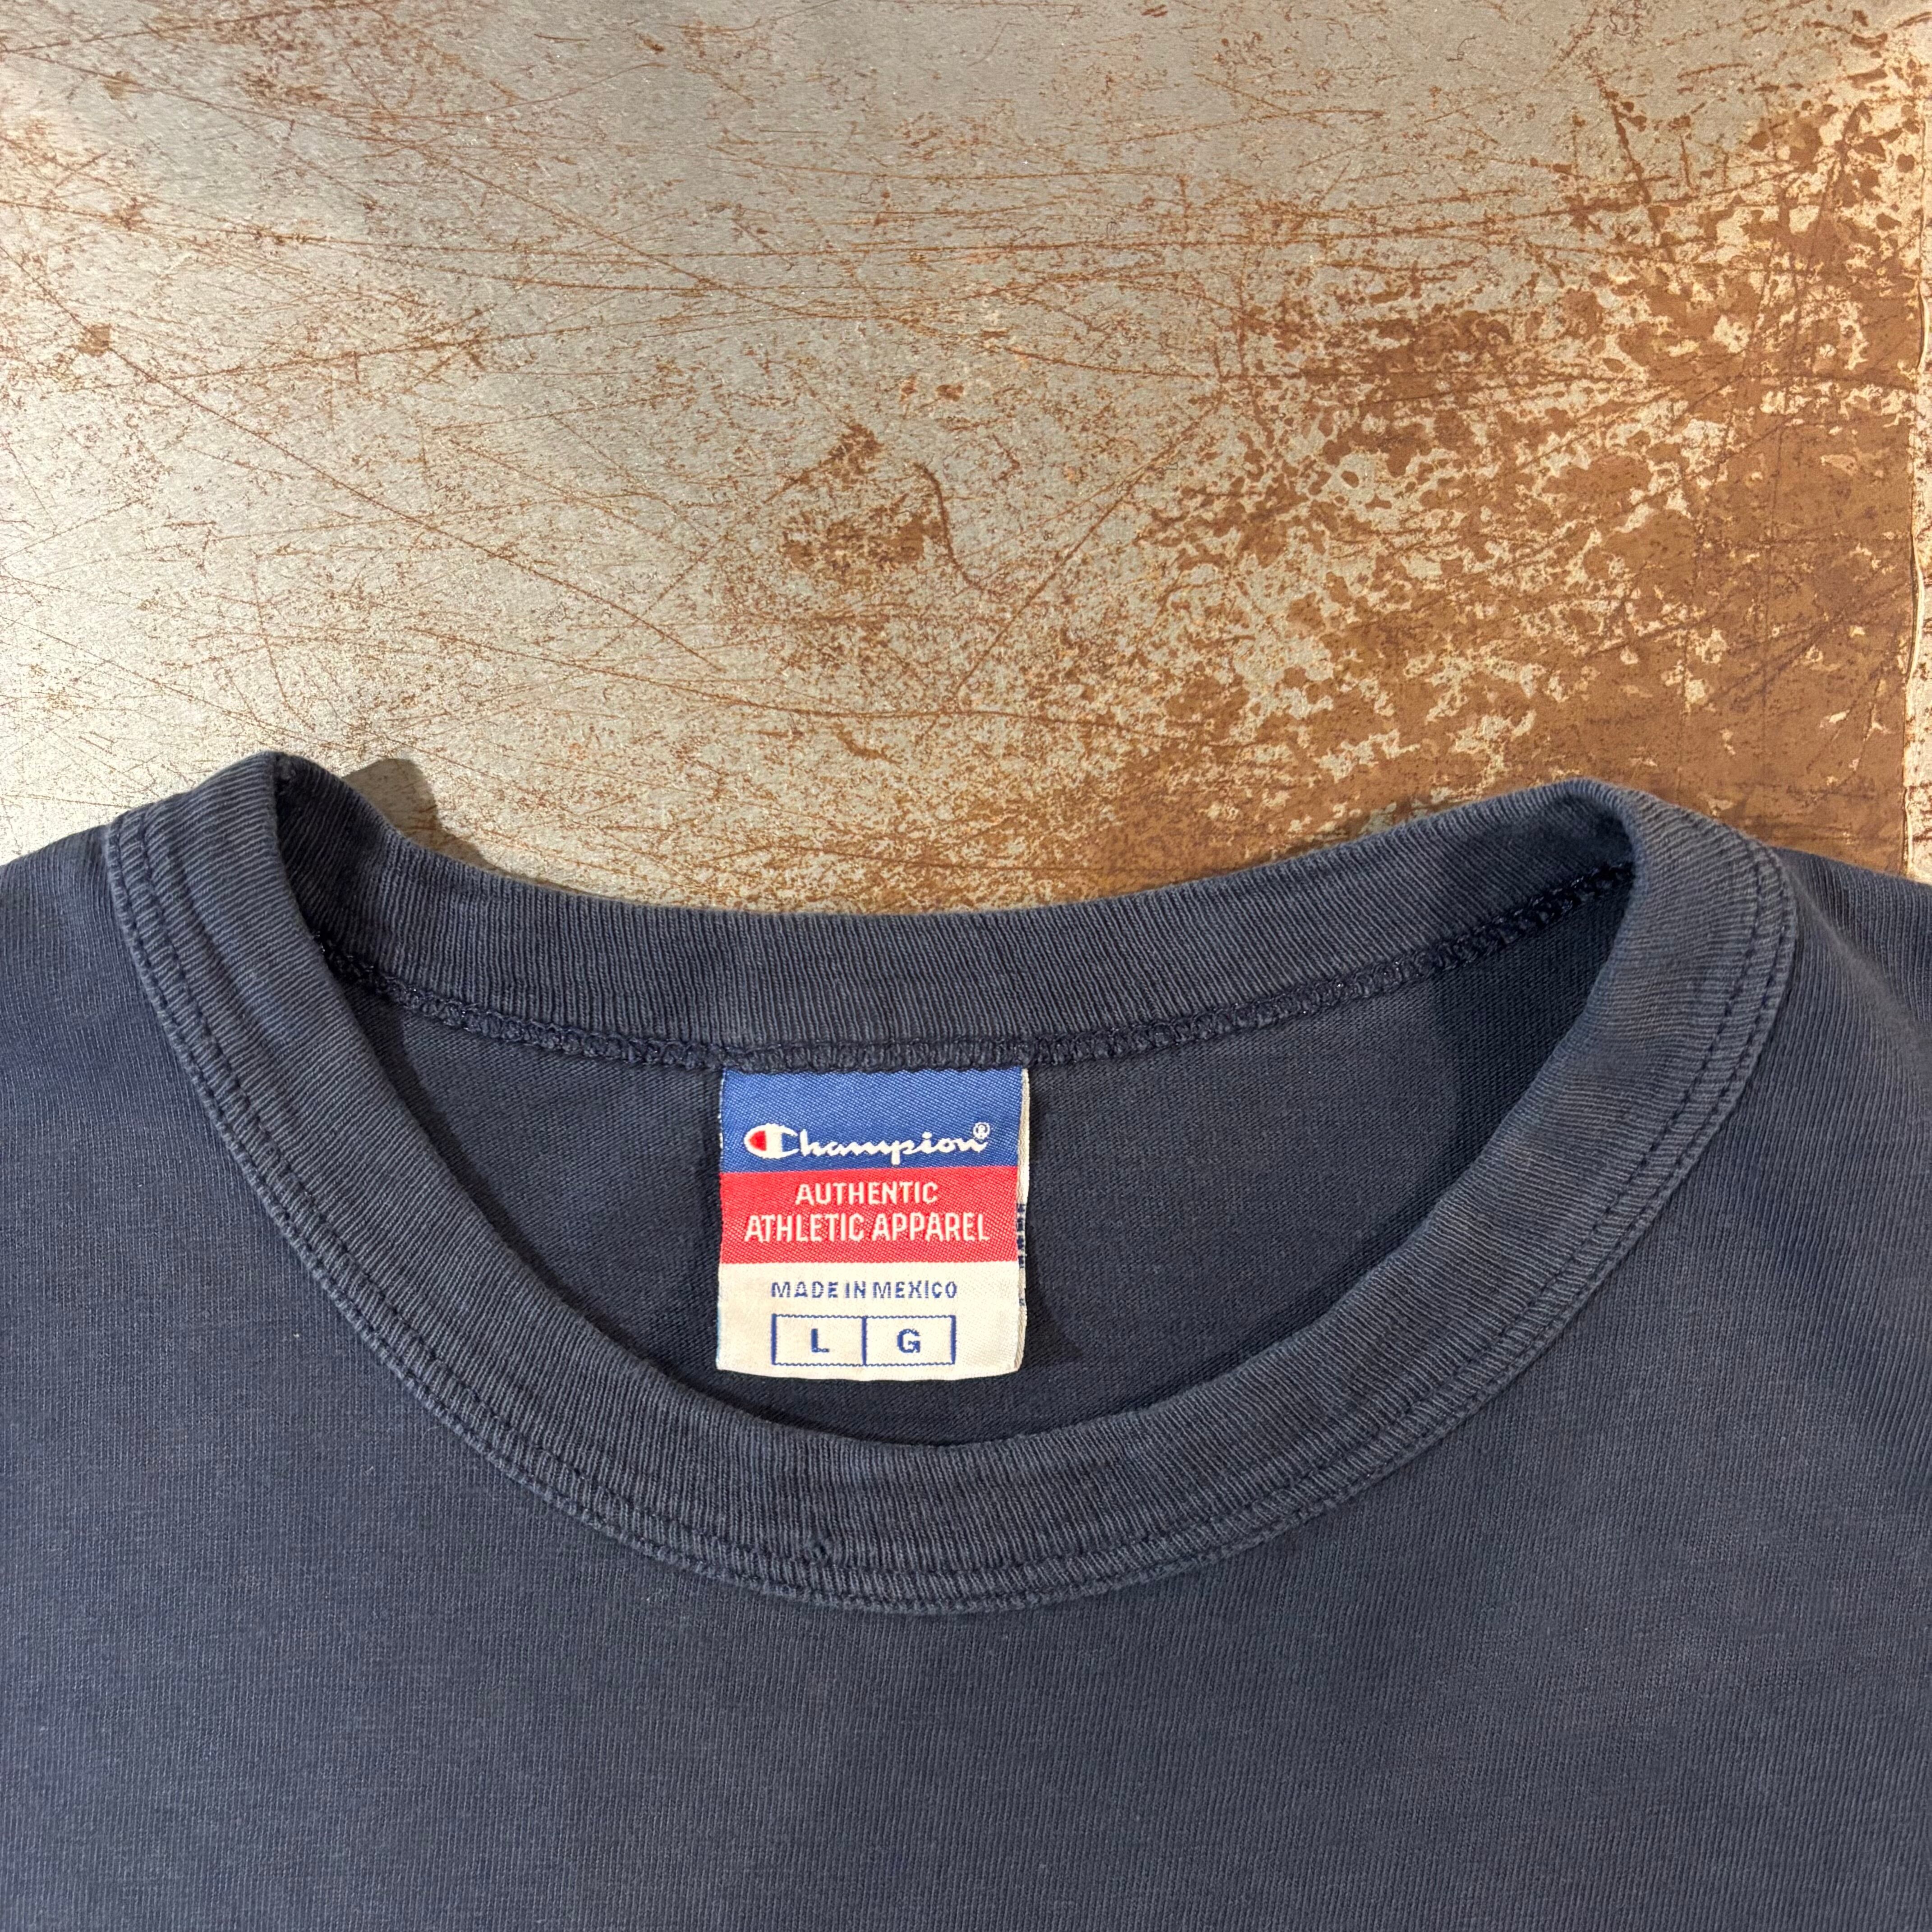 Champion®
AUTHENTIC
ATHLETIC APPAREL
MADE IN MEXICO
L G